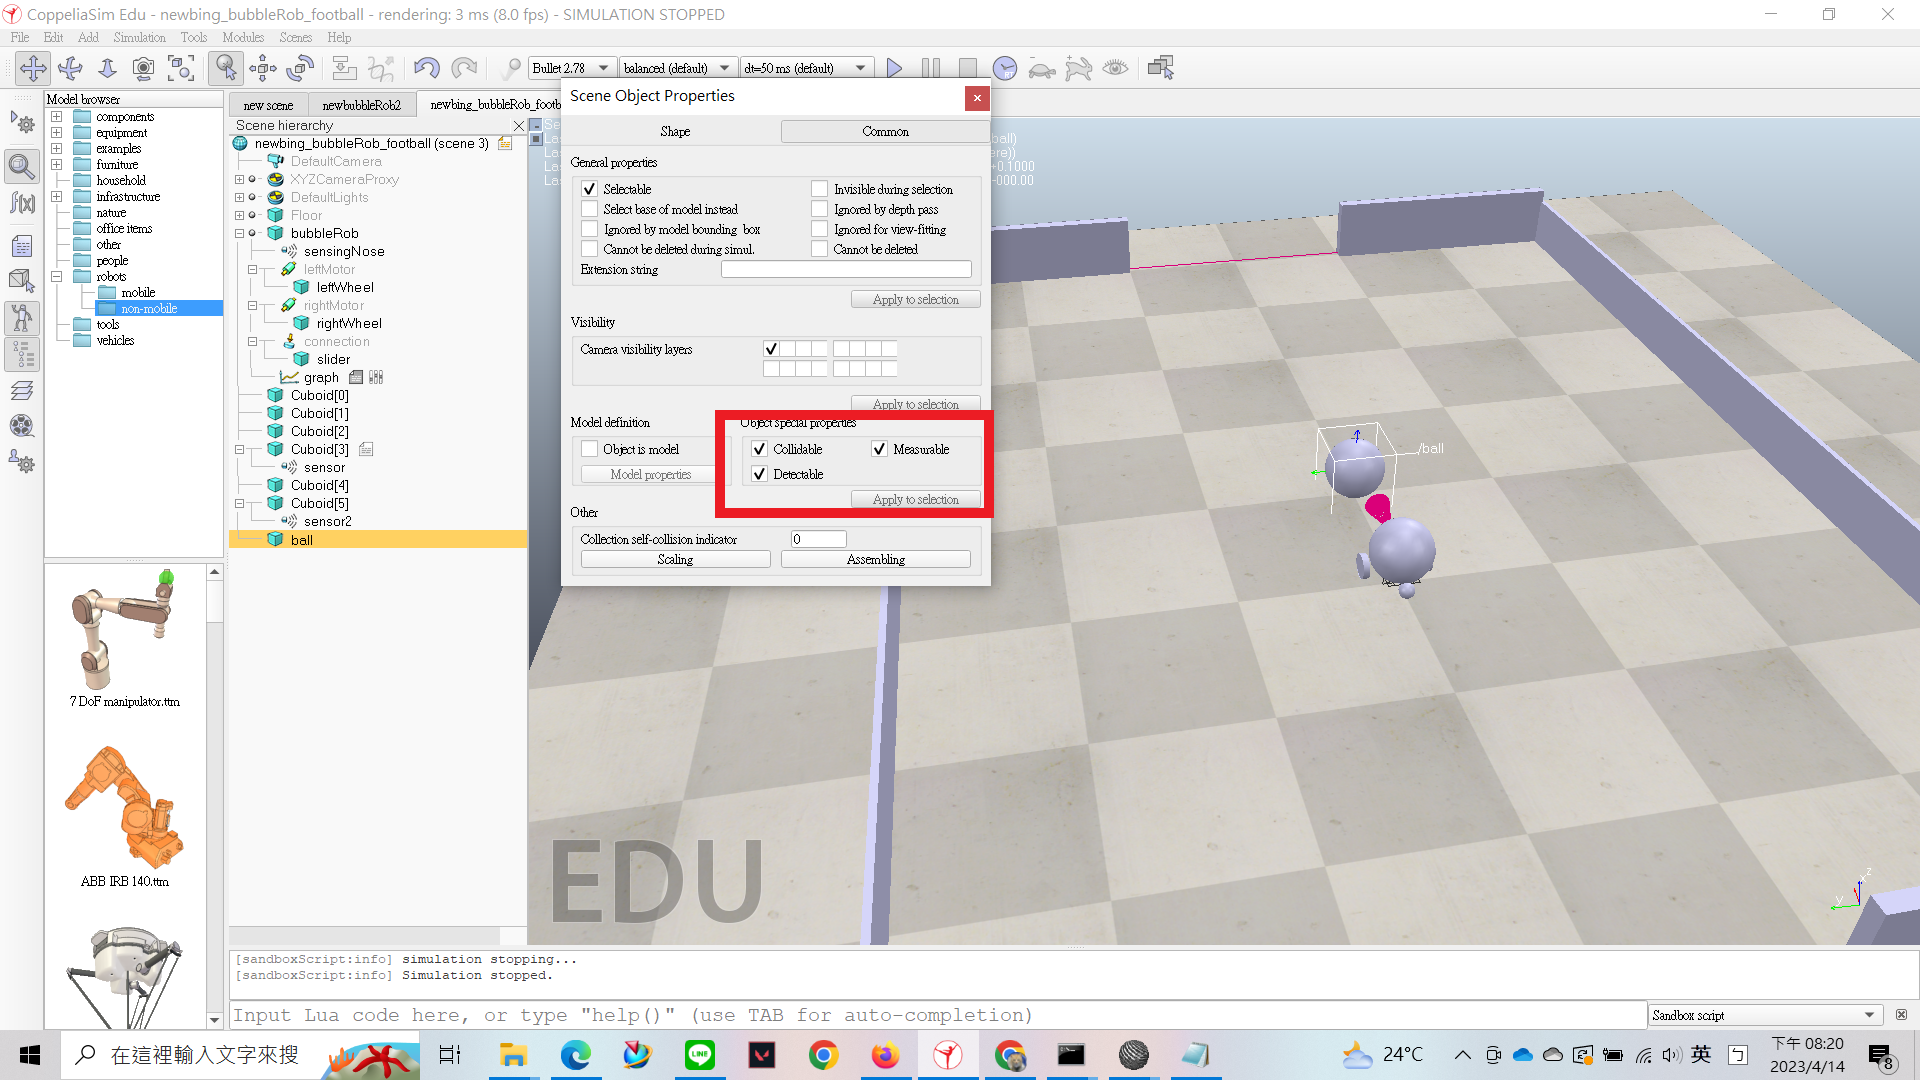 CoppeliaSim Edu - newbing_bubbleRob_football - rendering: 3 ms (8.0 fps) - SIMULATION STOPPED
File Edit Add Simulation Tools Modules Scenes Help
Bullet 2.78 balanced (default) dt=50 ms (default)
Model browser
components
equipment
examples
furniture
household
infrastructure
nature
office items
other
people
robots
mobile
non-mobile
tools
vehicles
7 DoF manipulator.ttm
ABB IRB 140.ttm
new scene newbubbleRob2 newbing_bubbleRob_footb
Scene hierarchy
newbing_bubbleRob_football (scene 3)
DefaultCamera
XYZCameraProxy
DefaultLights
Floor
bubbleRob
sensingNose
leftMotor
leftWheel
rightMotor
rightWheel
connection
slider
graph
Cuboid[0]
Cuboid[1]
Cuboid[2]
Cuboid[3]
sensor
Cuboid[4]
Cuboid[5]
sensor2
ball
Scene Object Properties
Shape Common
General properties
Selectable Invisible during selection
Select base of model instead Ignored by depth pass
Ignored by model bounding box Ignored for view-fitting
Cannot be deleted during simul. Cannot be deleted
Extension string
Apply to selection
Visibility
Camera visibility layers
Apply to selection
Model definition Object special properties
Object is model Collidable Measurable
Model properties Detectable
Apply to selection
Other
Collection self-collision indicator 0
Scaling Assembling
ball)
ere))
+0.1000
-000.00
/ball
EDU
z
x
y
[sandboxScript:info] simulation stopping...
[sandboxScript:info] Simulation stopped.
Input Lua code here, or type "help()" (use TAB for auto-completion)
Sandbox script
在這裡輸入文字來搜
LINE
24°C
英
下午 08:20
2023/4/14
8